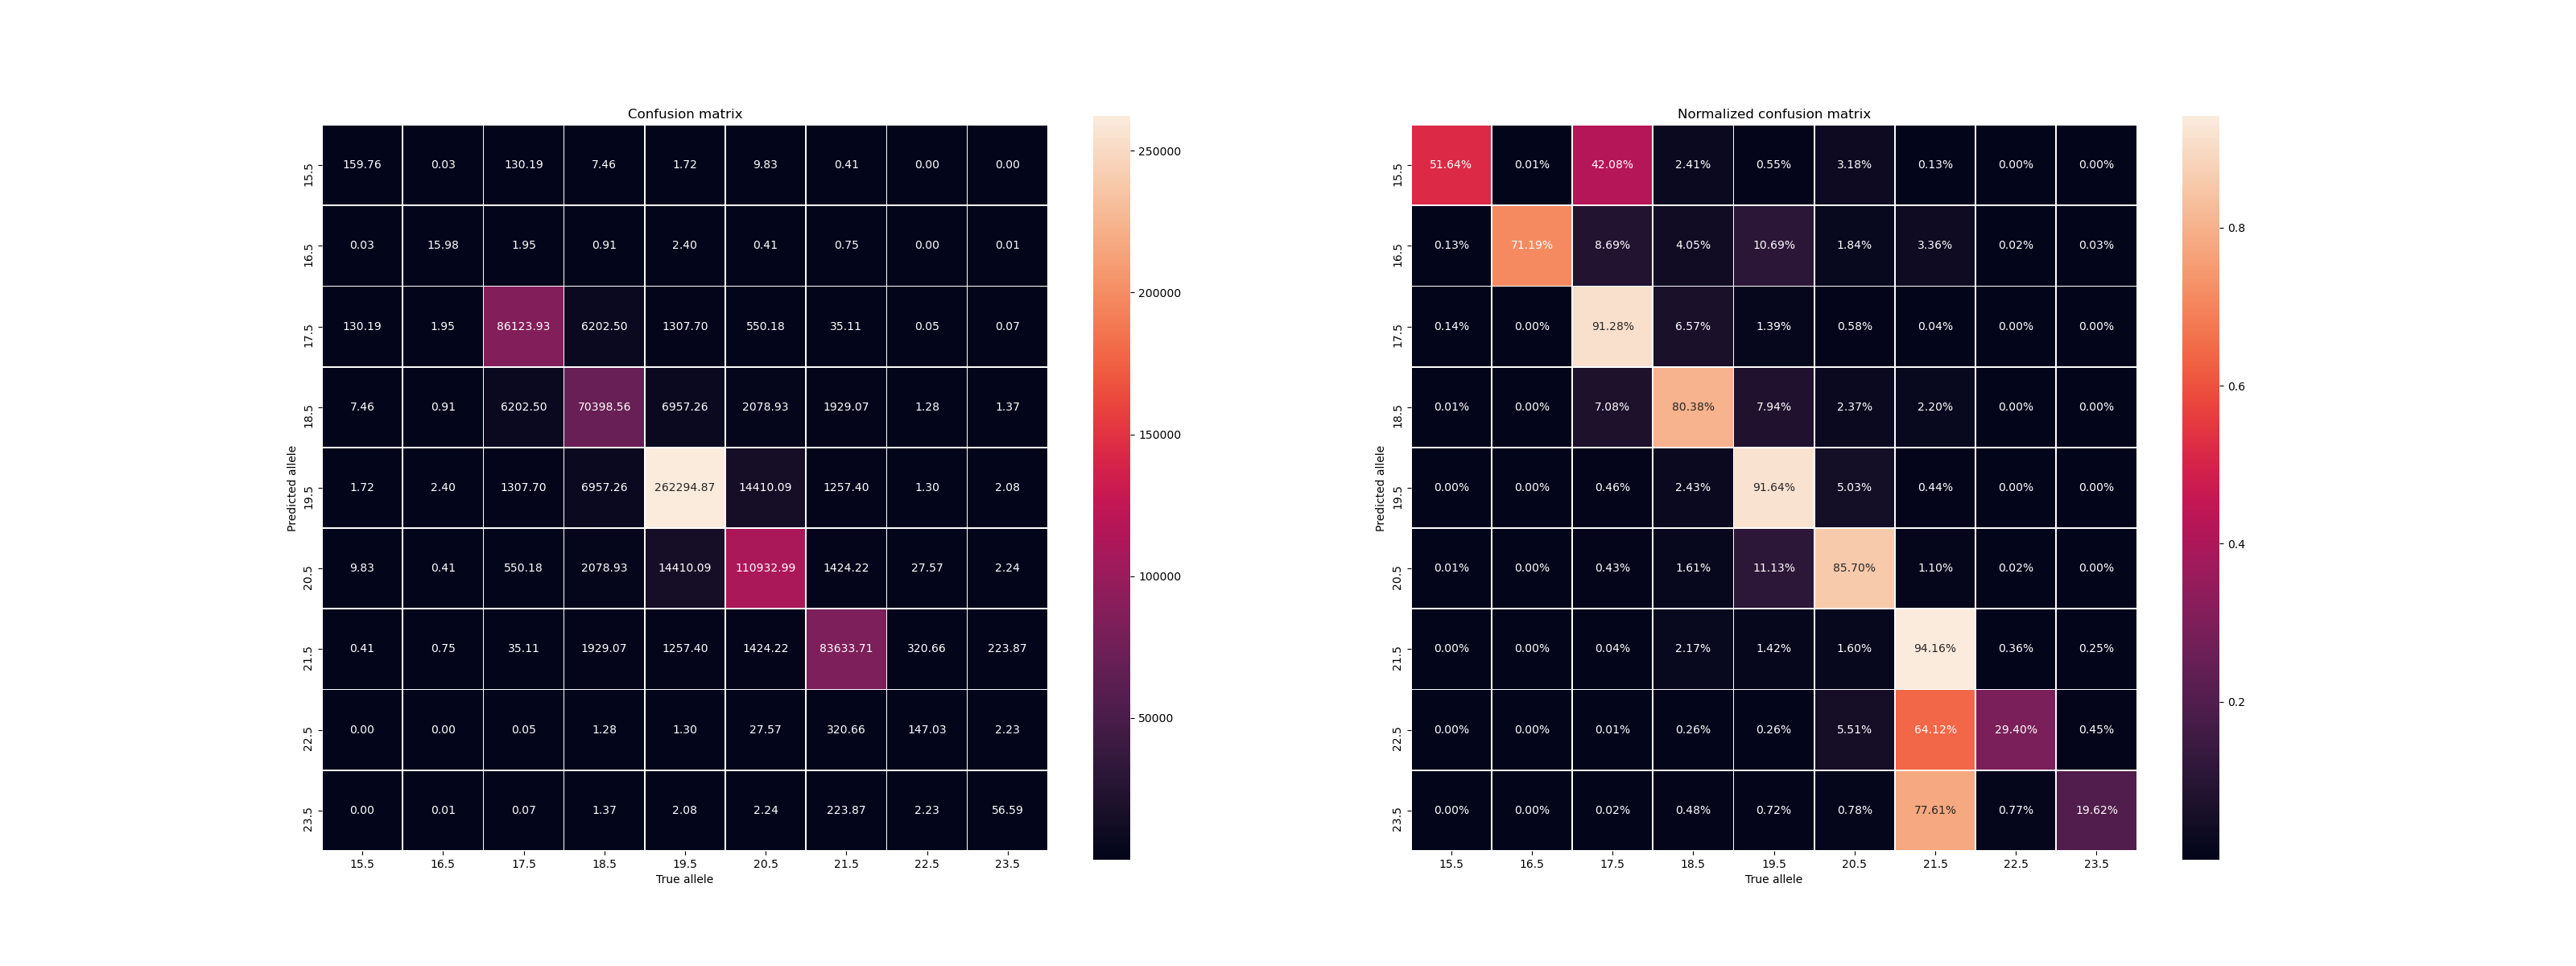 Confusion matrix
Predicted allele
15.5 159.76 0.03 130.19 7.46 1.72 9.83 0.41 0.00 0.00
16.5 0.03 15.98 1.95 0.91 2.40 0.41 0.75 0.00 0.01
17.5 130.19 1.95 86123.93 6202.50 1307.70 550.18 35.11 0.05 0.07
18.5 7.46 0.91 6202.50 70398.56 6957.26 2078.93 1929.07 1.28 1.37
19.5 1.72 2.40 1307.70 6957.26 262294.87 14410.09 1257.40 1.30 2.08
20.5 9.83 0.41 550.18 2078.93 14410.09 110932.99 1424.22 27.57 2.24
21.5 0.41 0.75 35.11 1929.07 1257.40 1424.22 83633.71 320.66 223.87
22.5 0.00 0.00 0.05 1.28 1.30 27.57 320.66 147.03 2.23
23.5 0.00 0.01 0.07 1.37 2.08 2.24 223.87 2.23 56.59
15.5 16.5 17.5 18.5 19.5 20.5 21.5 22.5 23.5
True allele
250000
200000
150000
100000
50000
Normalized confusion matrix
Predicted allele
15.5 51.64% 0.01% 42.08% 2.41% 0.55% 3.18% 0.13% 0.00% 0.00%
16.5 0.13% 71.19% 8.69% 4.05% 10.69% 1.84% 3.36% 0.02% 0.03%
17.5 0.14% 0.00% 91.28% 6.57% 1.39% 0.58% 0.04% 0.00% 0.00%
18.5 0.01% 0.00% 7.08% 80.38% 7.94% 2.37% 2.20% 0.00% 0.00%
19.5 0.00% 0.00% 0.46% 2.43% 91.64% 5.03% 0.44% 0.00% 0.00%
20.5 0.01% 0.00% 0.43% 1.61% 11.13% 85.70% 1.10% 0.02% 0.00%
21.5 0.00% 0.00% 0.04% 2.17% 1.42% 1.60% 94.16% 0.36% 0.25%
22.5 0.00% 0.00% 0.01% 0.26% 0.26% 5.51% 64.12% 29.40% 0.45%
23.5 0.00% 0.00% 0.02% 0.48% 0.72% 0.78% 77.61% 0.77% 19.62%
15.5 16.5 17.5 18.5 19.5 20.5 21.5 22.5 23.5
True allele
0.8
0.6
0.4
0.2